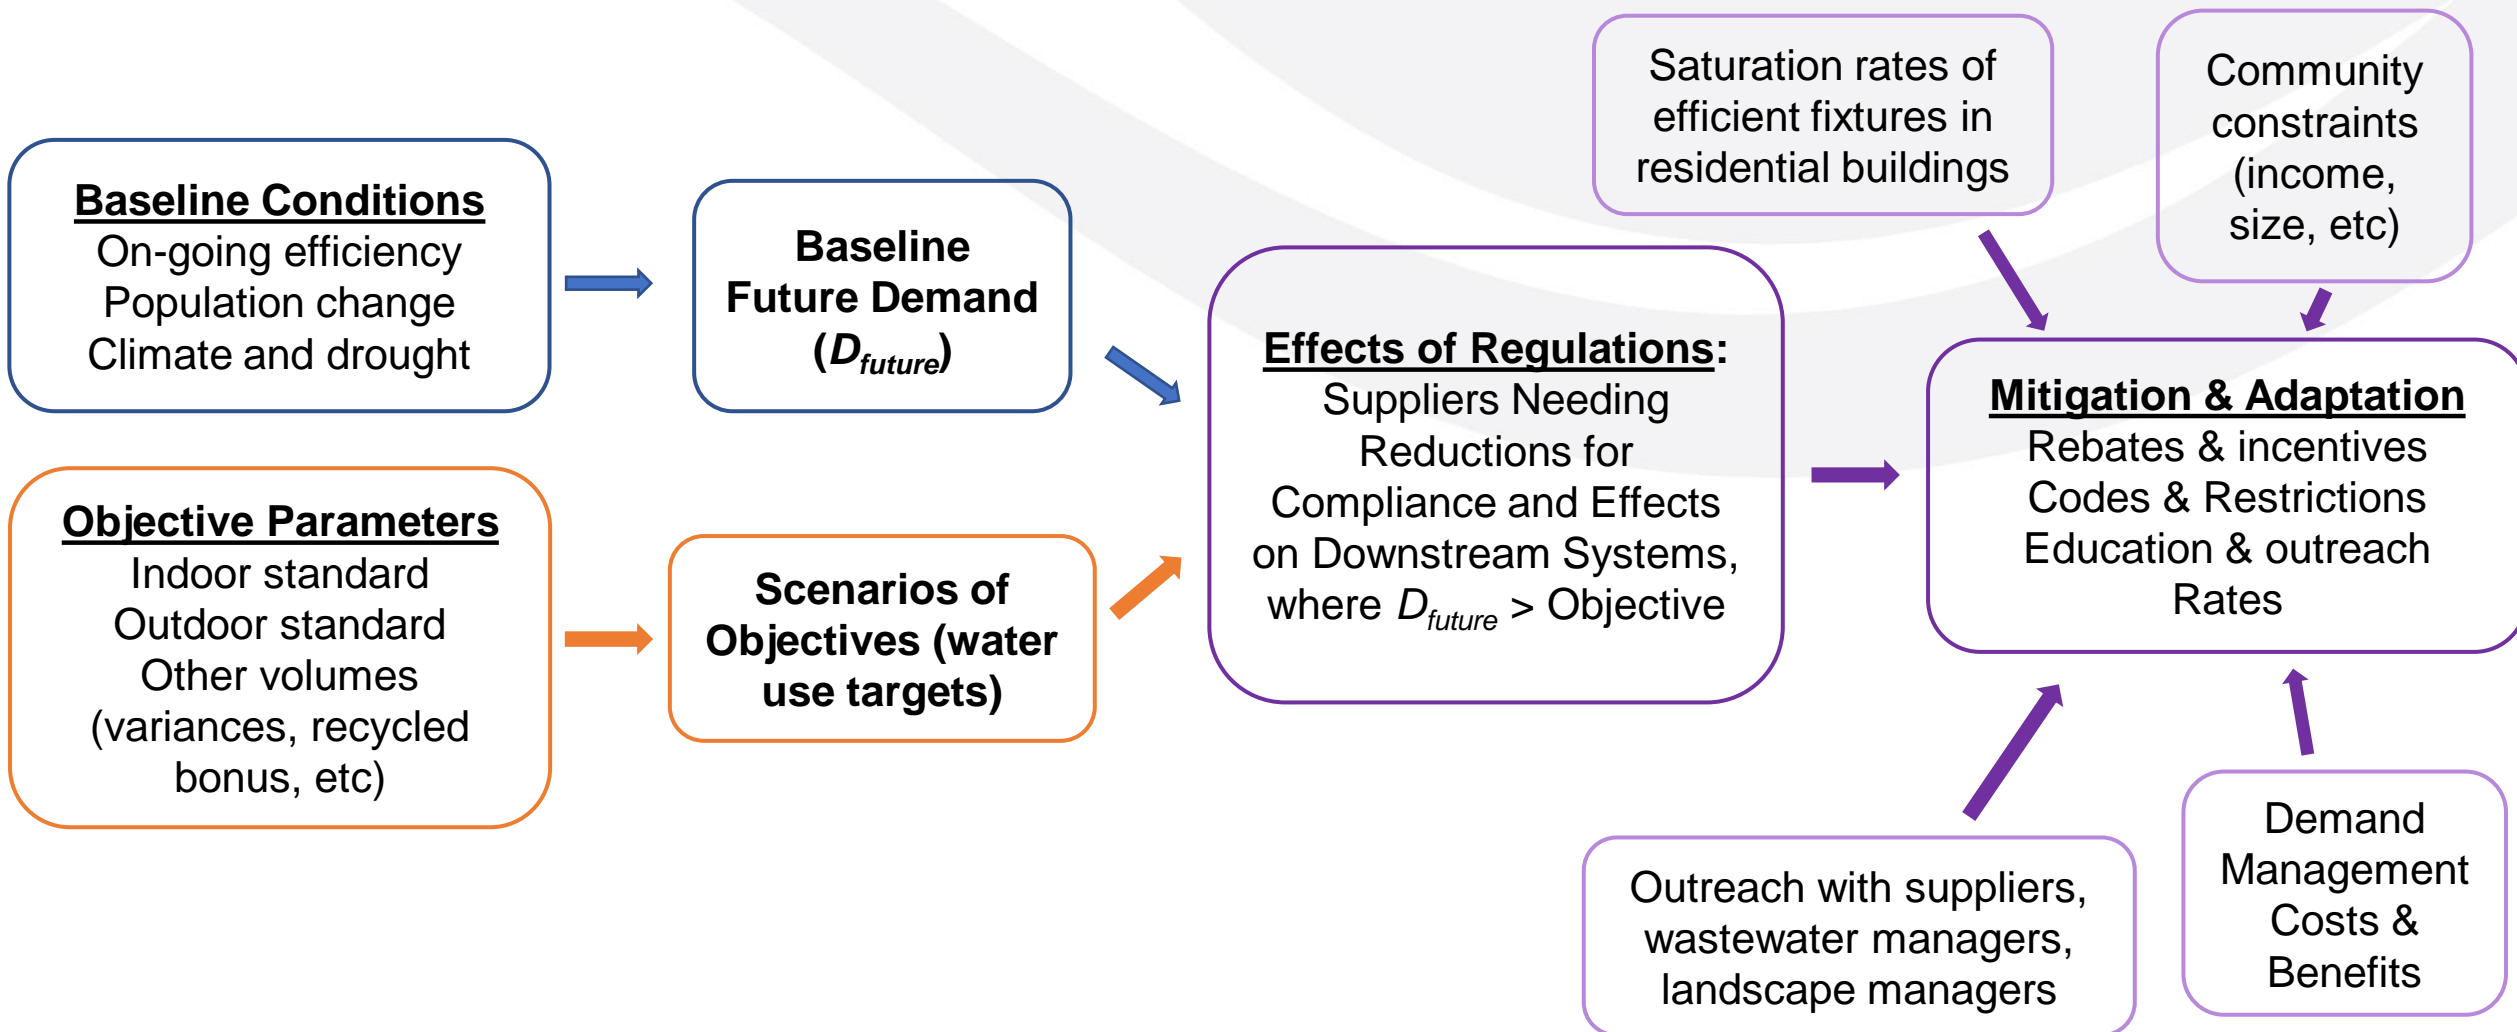 Baseline Conditions
On-going efficiency
Population change
Climate and drought
Baseline
Future Demand
(Dfuture)
Objective Parameters
Indoor standard
Outdoor standard
Other volumes
(variances, recycled
bonus, etc)
Scenarios of
Objectives (water
use targets)
Effects of Regulations:
Suppliers Needing
Reductions for
Compliance and Effects
on Downstream Systems,
where Dfuture > Objective
Saturation rates of
efficient fixtures in
residential buildings
Community
constraints
(income,
size, etc)
Mitigation & Adaptation
Rebates & incentives
Codes & Restrictions
Education & outreach
Rates
Outreach with suppliers,
wastewater managers,
landscape managers
Demand
Management
Costs &
Benefits